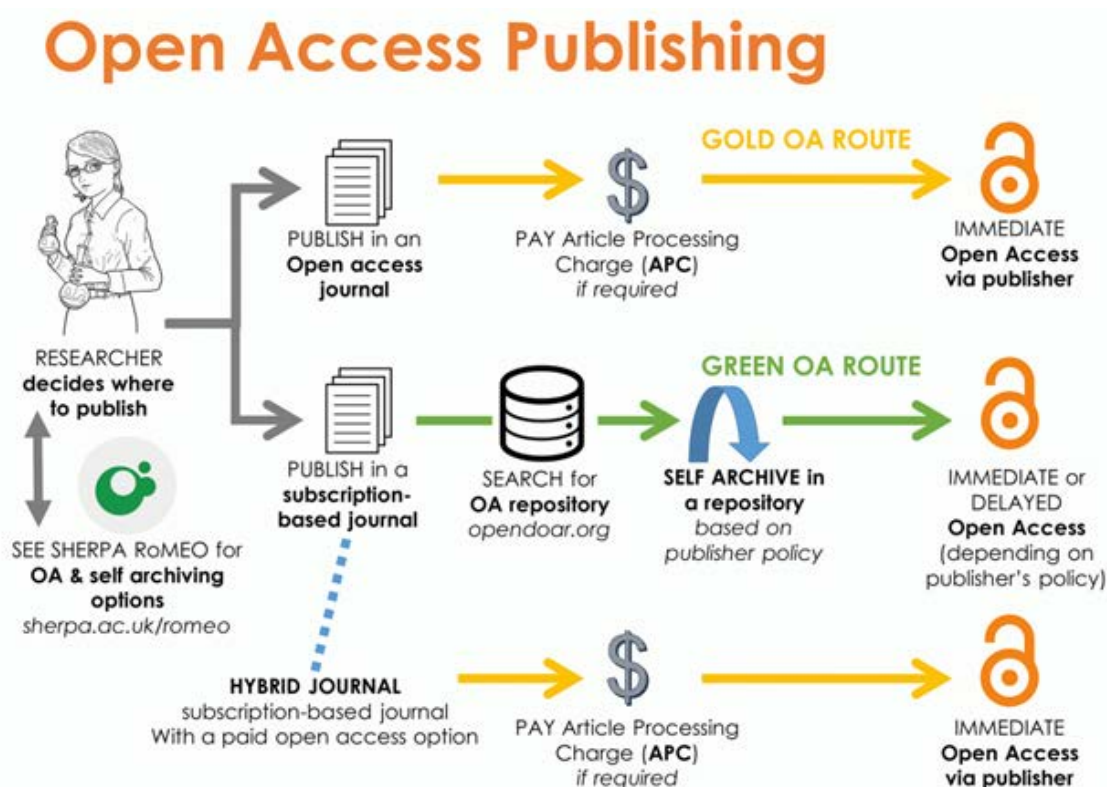 Open Access Publishing
GOLD OA ROUTE
PUBLISH in an
Open access
journal
PAY Article Processing
Charge (APC)
if required
IMMEDIATE
Open Access
via publisher
RESEARCHER
decides where
to publish
GREEN OA ROUTE
PUBLISH in a
subscription-
based journal
SEARCH for
OA repository
opendoar.org
SELF ARCHIVE in
a repository
based on
publisher policy
IMMEDIATE or
DELAYED
Open Access
(depending on
publisher's policy)
SEE SHERPA RoMEO for
OA & self archiving
options
sherpa.ac.uk/romeo
HYBRID JOURNAL
subscription-based journal
With a paid open access option
PAY Article Processing
Charge (APC)
if required
IMMEDIATE
Open Access
via publisher